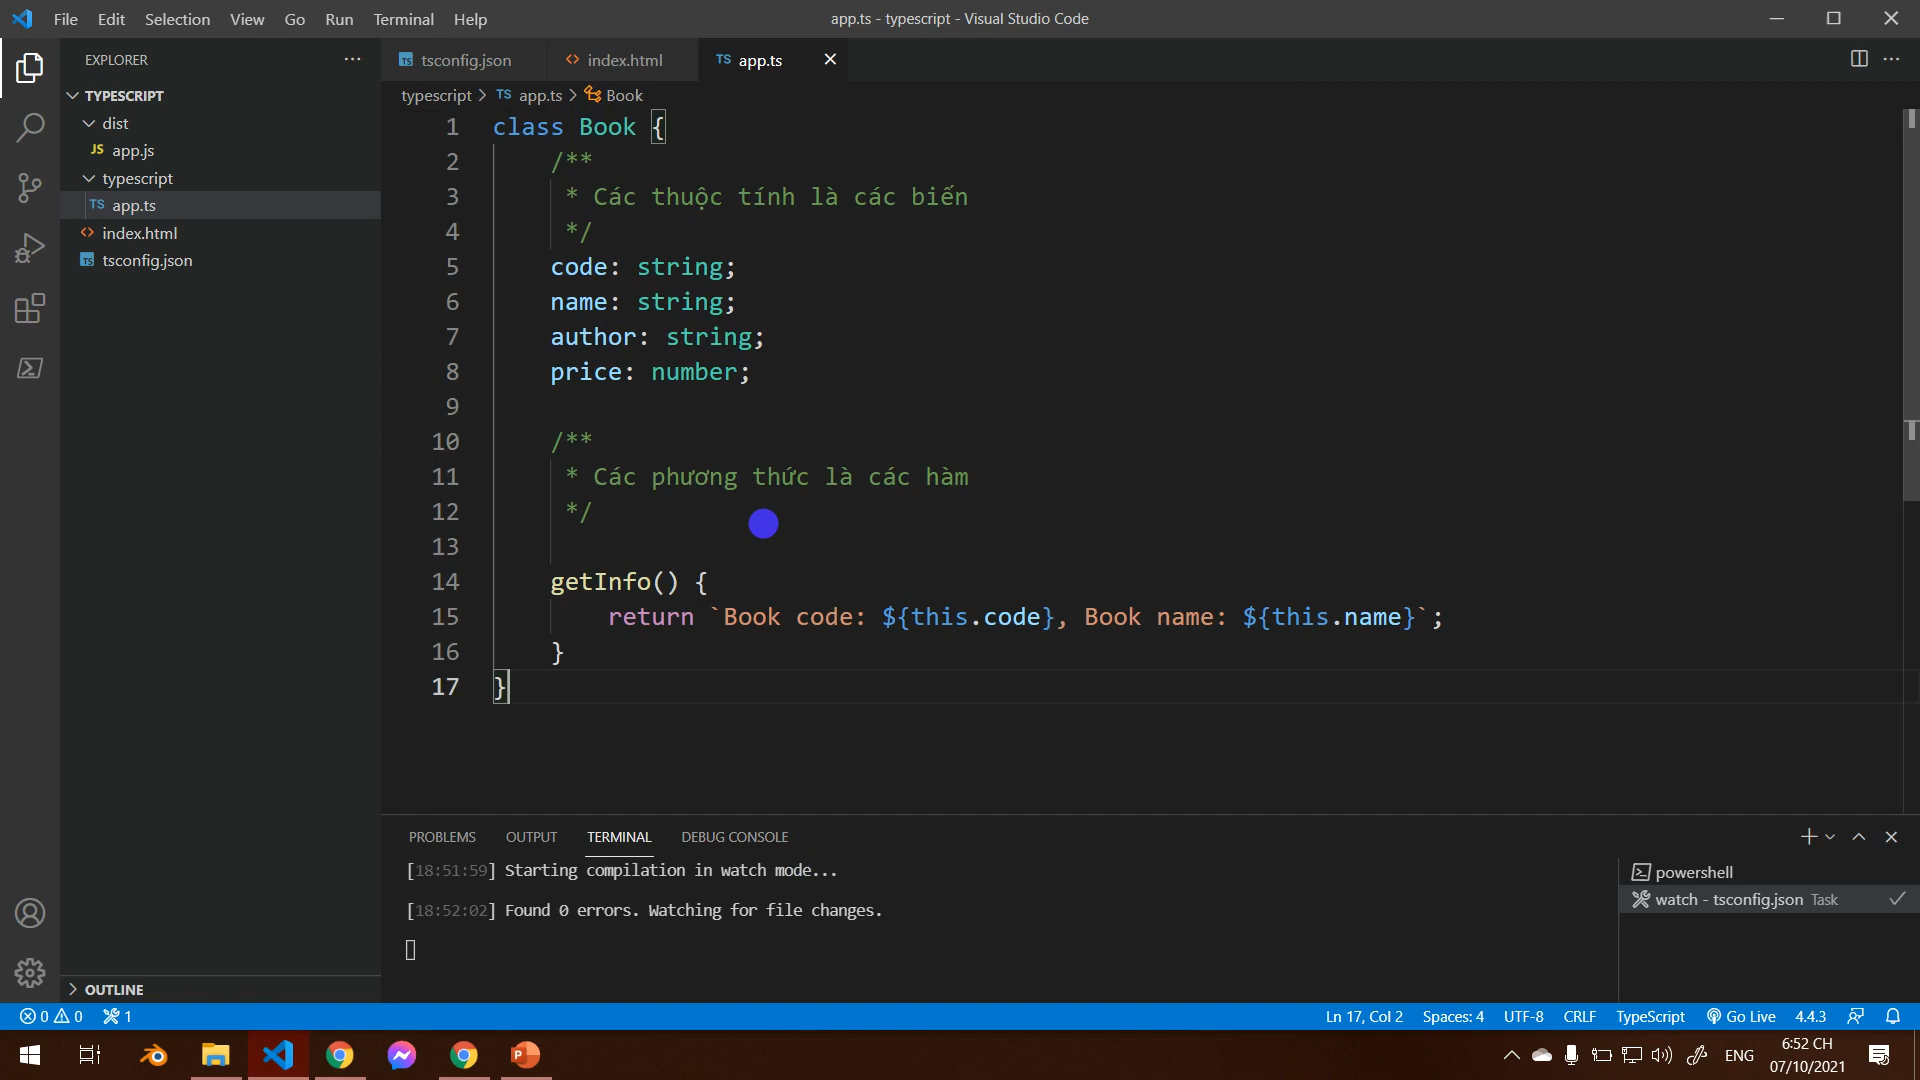 File Edit Selection View Go Run Terminal Help
app.ts - typescript - Visual Studio Code
EXPLORER
TYPESCRIPT
dist
JS app.js
typescript
TS app.ts
index.html
TS tsconfig.json
OUTLINE
TS tsconfig.json
index.html
TS app.ts
typescript > TS app.ts > Book
1 class Book {
2 /**
3 * Các thuộc tính là các biến
4 */
5 code: string;
6 name: string;
7 author: string;
8 price: number;
9
10 /**
11 * Các phương thức là các hàm
12 */
13
14 getInfo() {
15 return `Book code: ${this.code}, Book name: ${this.name}`;
16 }
17 }
PROBLEMS OUTPUT TERMINAL DEBUG CONSOLE
[18:51:59] Starting compilation in watch mode...
[18:52:02] Found 0 errors. Watching for file changes.
powershell
watch - tsconfig.json Task
0 0 1
Ln 17, Col 2 Spaces: 4 UTF-8 CRLF TypeScript Go Live 4.4.3
P
ENG
6:52 CH
07/10/2021